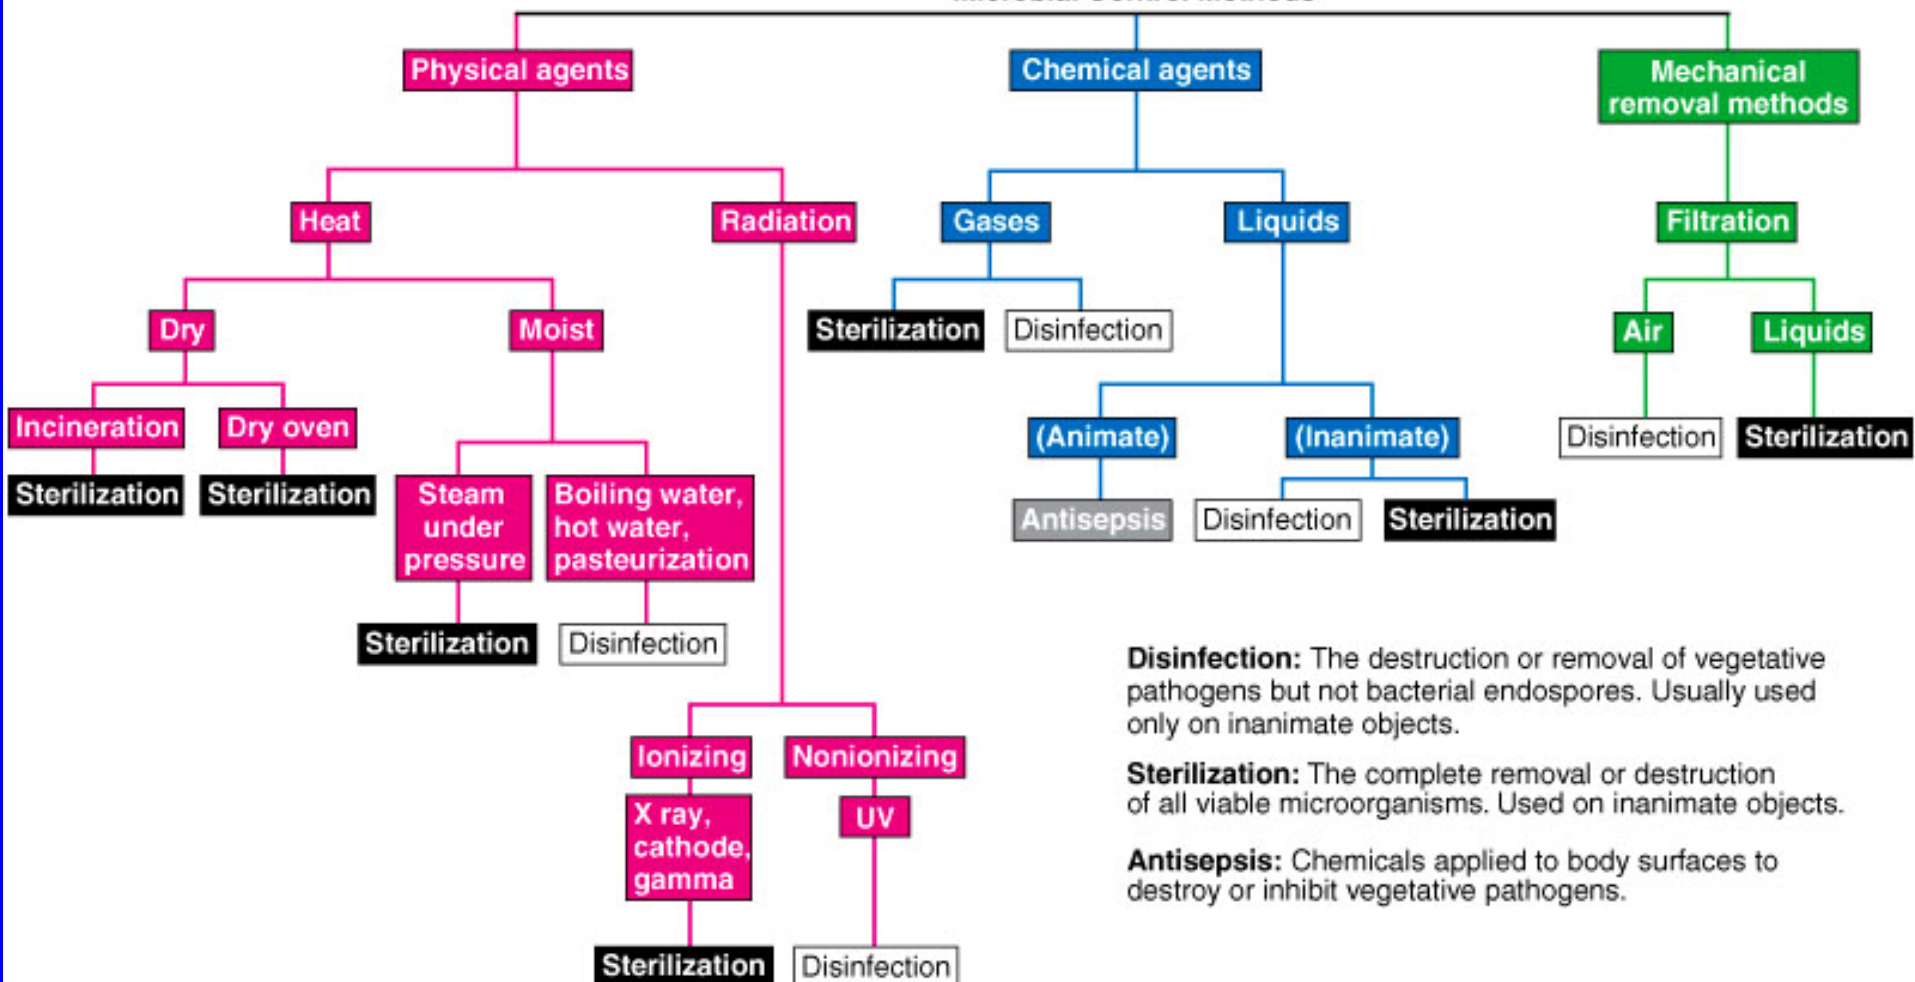 Microbial Control Methods
Physical agents
Chemical agents
Mechanical
removal methods
Heat
Radiation
Gases
Liquids
Filtration
Dry
Moist
Sterilization
Disinfection
Air
Liquids
Incineration
Dry oven
(Animate)
(Inanimate)
Disinfection
Sterilization
Sterilization
Sterilization
Steam
under
pressure
Boiling water,
hot water,
pasteurization
Antisepsis
Disinfection
Sterilization
Sterilization
Disinfection
Disinfection: The destruction or removal of vegetative
pathogens but not bacterial endospores. Usually used
only on inanimate objects.
Ionizing
Nonionizing
Sterilization: The complete removal or destruction
of all viable microorganisms. Used on inanimate objects.
X ray,
cathode,
gamma
UV
Antisepsis: Chemicals applied to body surfaces to
destroy or inhibit vegetative pathogens.
Sterilization
Disinfection